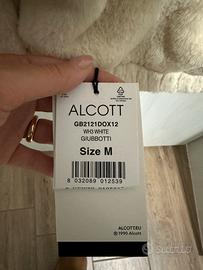 ALCOTT
GB2121DOX12
WH3 WHITE
GIUBBOTTI
Size M
8 032089 012539
ALCOTT.EU
© 1990 Alcott